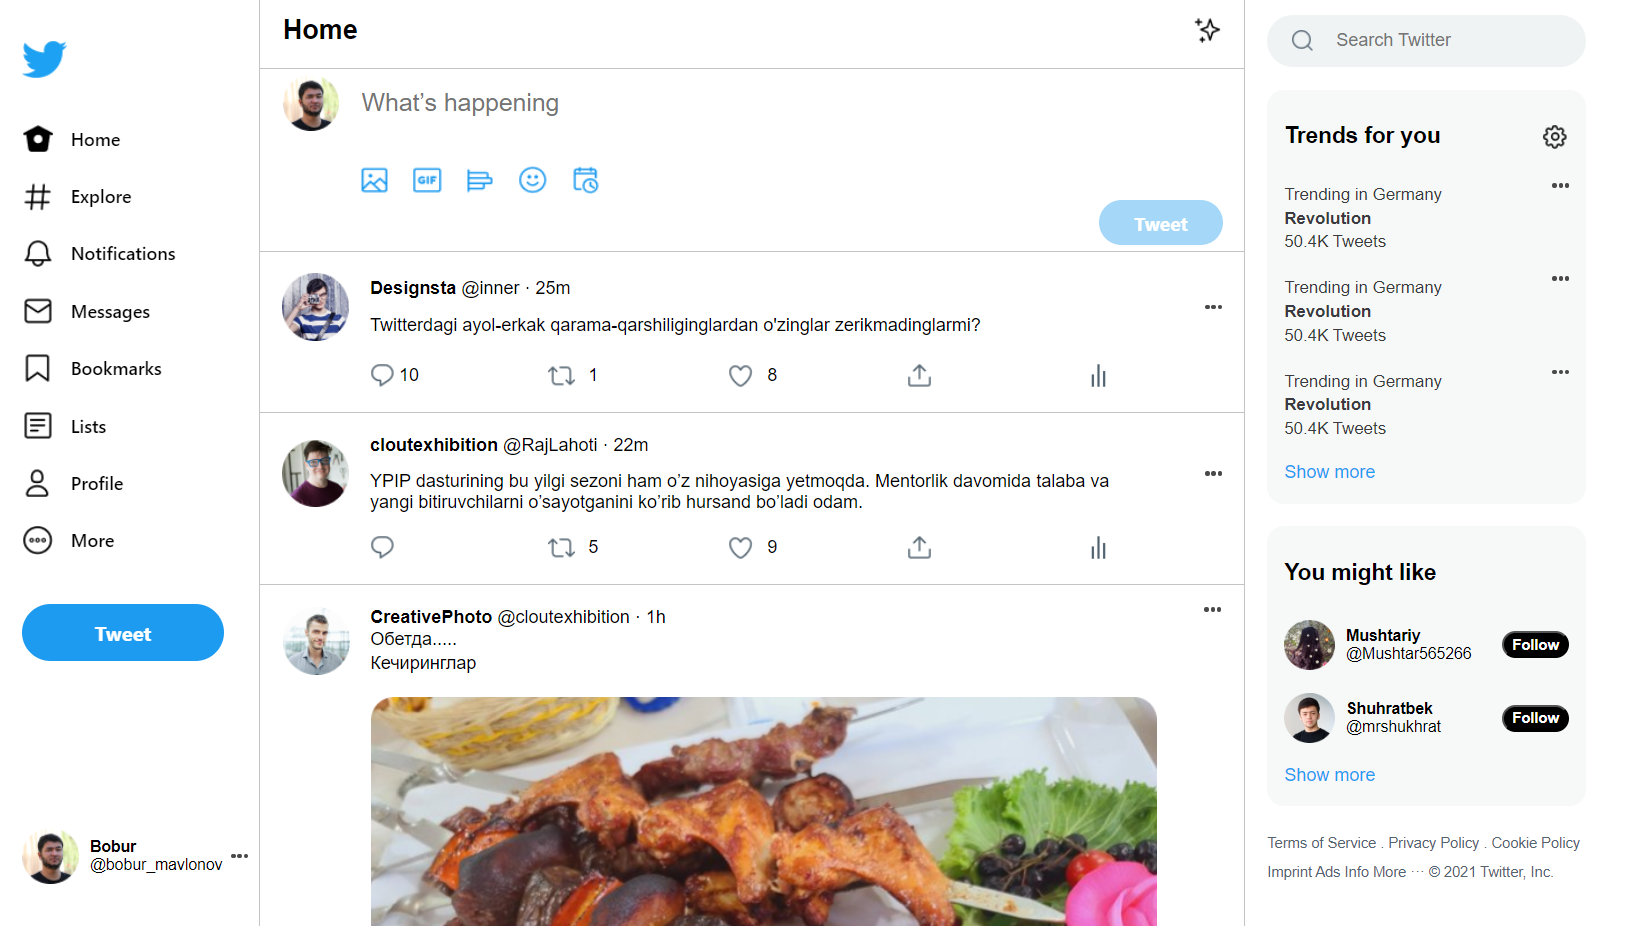 Home
Explore
Notifications
Messages
Bookmarks
Lists
Profile
More
Tweet
Bobur
@bobur_mavlonov
Home
What’s happening
GIF
Tweet
Designsta @inner · 25m
Twitterdagi ayol-erkak qarama-qarshiliginglardan o'zinglar zerikmadinglarmi?
10 1 8
cloutexhibition @RajLahoti · 22m
YPIP dasturining bu yilgi sezoni ham o’z nihoyasiga yetmoqda. Mentorlik davomida talaba va
yangi bitiruvchilarni o’sayotganini ko’rib hursand bo’ladi odam.
5 9
CreativePhoto @cloutexhibition · 1h
Обетда.....
Кечиринглар
Search Twitter
Trends for you
Trending in Germany
Revolution
50.4K Tweets
Trending in Germany
Revolution
50.4K Tweets
Trending in Germany
Revolution
50.4K Tweets
Show more
You might like
Mushtariy
@Mushtar565266
Follow
Shuhratbek
@mrshukhrat
Follow
Show more
Terms of Service . Privacy Policy . Cookie Policy
Imprint Ads Info More ··· © 2021 Twitter, Inc.